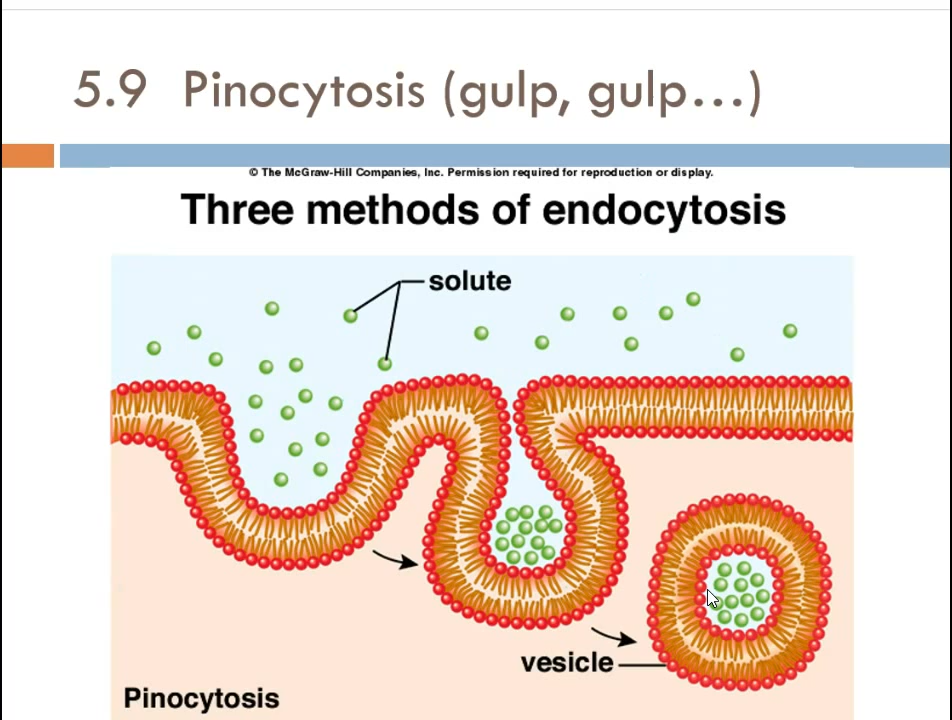 5.9 Pinocytosis (gulp, gulp…)
© The McGraw-Hill Companies, Inc. Permission required for reproduction or display.
Three methods of endocytosis
solute
vesicle
Pinocytosis